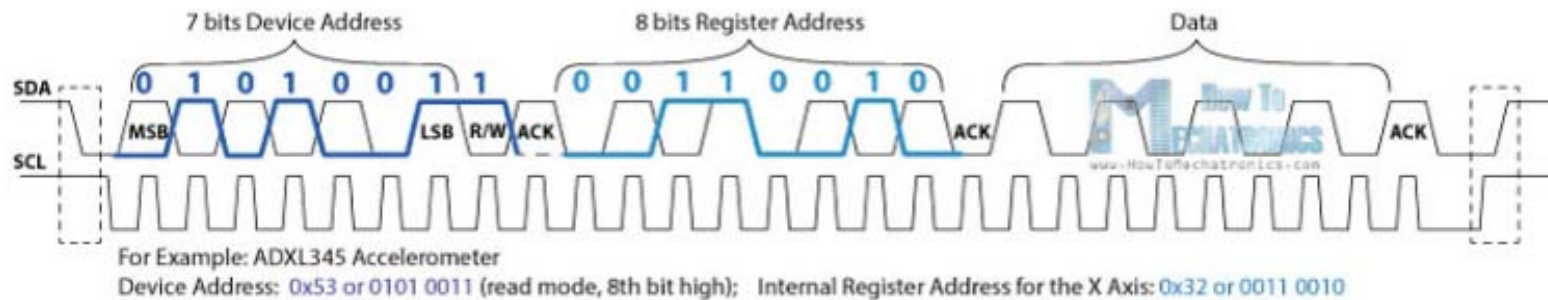 7 bits Device Address 8 bits Register Address Data
0 1 0 1 0 0 1 1 0 0 1 1 0 0 1 0
SDA
MSB LSB R/W ACK ACK ACK
How To
MECHATRONICS
www.HowToMechatronics.com
SCL
For Example: ADXL345 Accelerometer
Device Address: 0x53 or 0101 0011 (read mode, 8th bit high); Internal Register Address for the X Axis: 0x32 or 0011 0010